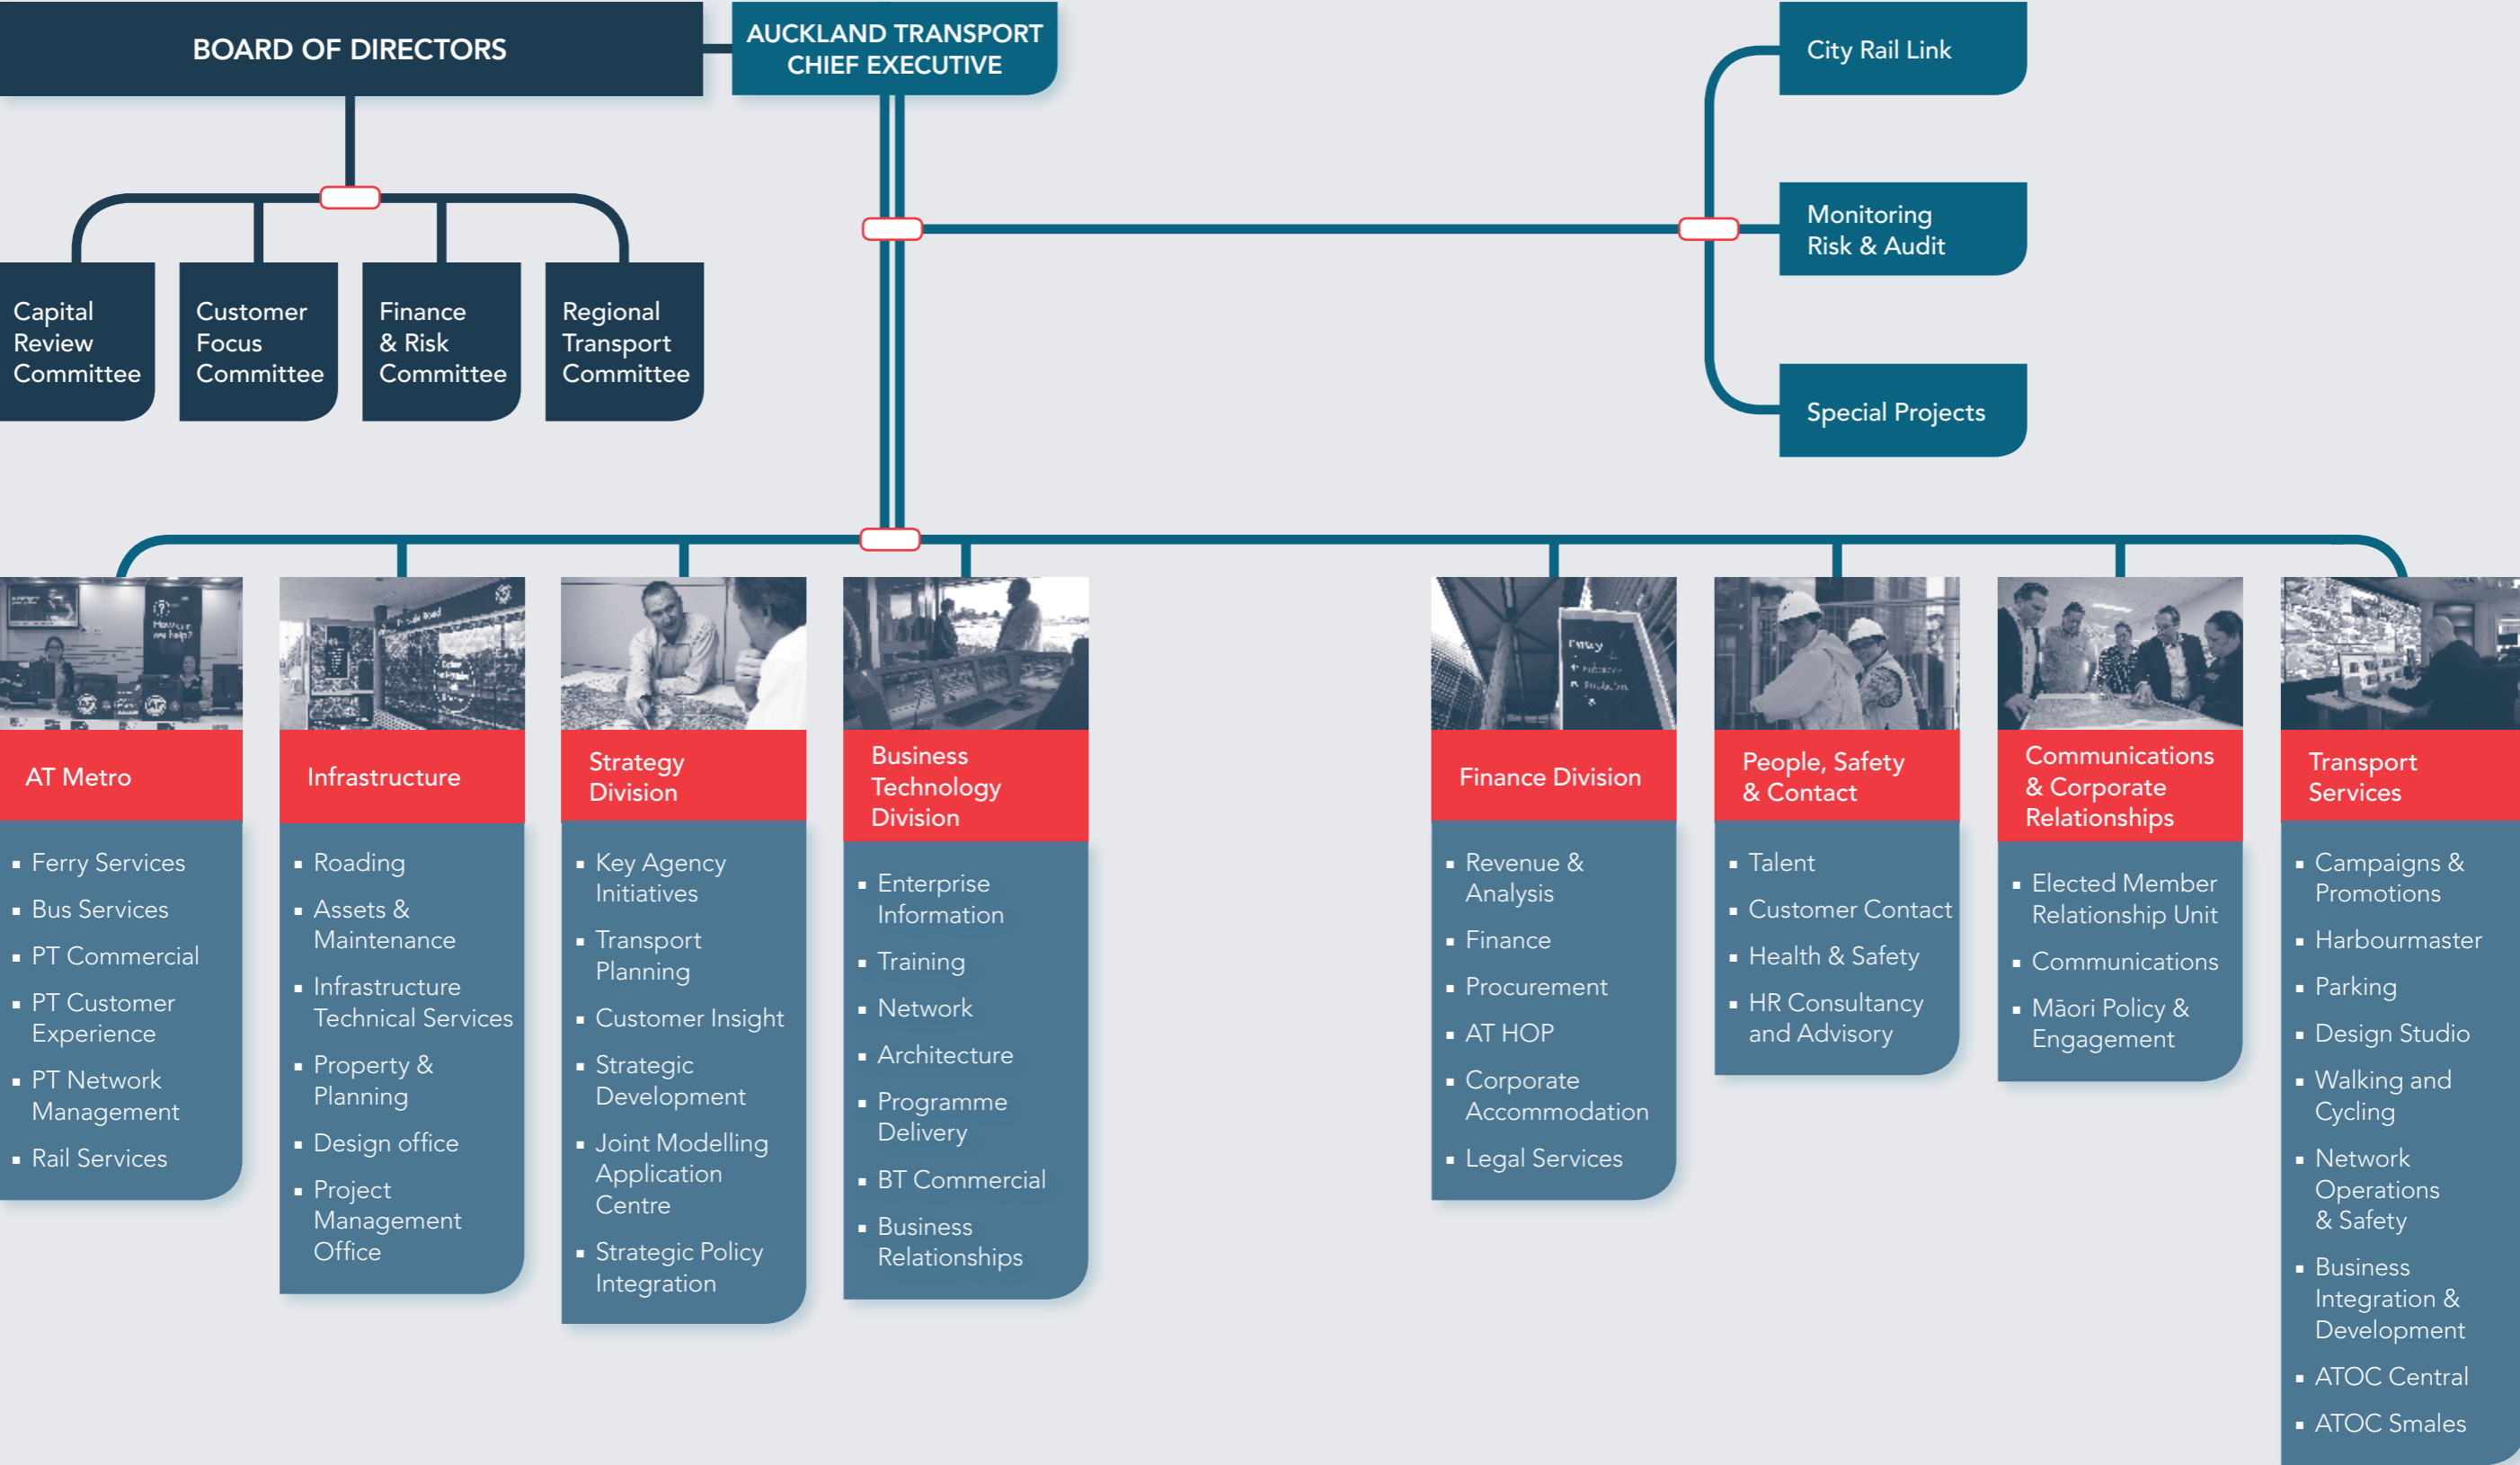 BOARD OF DIRECTORS
AUCKLAND TRANSPORT
CHIEF EXECUTIVE
City Rail Link
Monitoring
Risk & Audit
Special Projects
Capital
Review
Committee
Customer
Focus
Committee
Finance
& Risk
Committee
Regional
Transport
Committee
How can
we help?
AT Metro
▪ Ferry Services
▪ Bus Services
▪ PT Commercial
▪ PT Customer
Experience
▪ PT Network
Management
▪ Rail Services
Infrastructure
▪ Roading
▪ Assets &
Maintenance
▪ Infrastructure
Technical Services
▪ Property &
Planning
▪ Design office
▪ Project
Management
Office
Strategy
Division
▪ Key Agency
Initiatives
▪ Transport
Planning
▪ Customer Insight
▪ Strategic
Development
▪ Joint Modelling
Application
Centre
▪ Strategic Policy
Integration
Business
Technology
Division
▪ Enterprise
Information
▪ Training
▪ Network
▪ Architecture
▪ Programme
Delivery
▪ BT Commercial
▪ Business
Relationships
Finance Division
▪ Revenue &
Analysis
▪ Finance
▪ Procurement
▪ AT HOP
▪ Corporate
Accommodation
▪ Legal Services
People, Safety
& Contact
▪ Talent
▪ Customer Contact
▪ Health & Safety
▪ HR Consultancy
and Advisory
Communications
& Corporate
Relationships
▪ Elected Member
Relationship Unit
▪ Communications
▪ Māori Policy &
Engagement
Transport
Services
▪ Campaigns &
Promotions
▪ Harbourmaster
▪ Parking
▪ Design Studio
▪ Walking and
Cycling
▪ Network
Operations
& Safety
▪ Business
Integration &
Development
▪ ATOC Central
▪ ATOC Smales